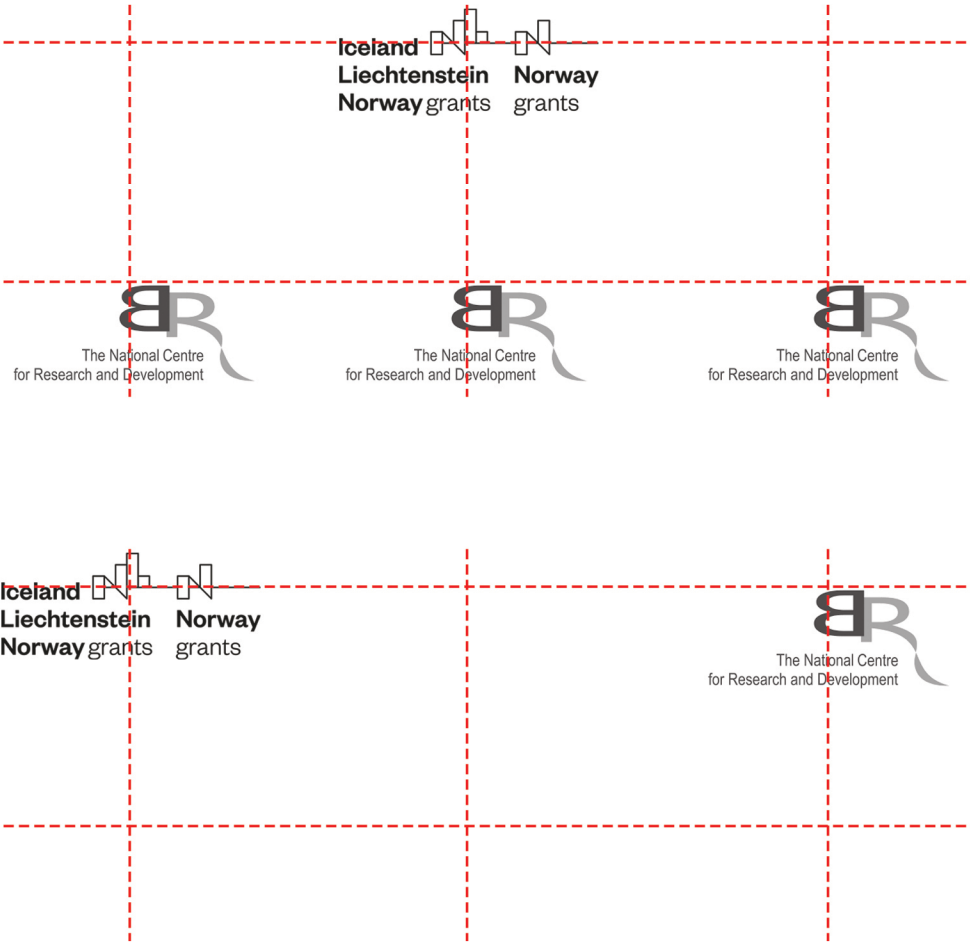 Iceland
Liechtenstein Norway
Norway grants grants
The National Centre
for Research and Development
The National Centre
for Research and Development
The National Centre
for Research and Development
Iceland
Liechtenstein Norway
Norway grants grants
The National Centre
for Research and Development